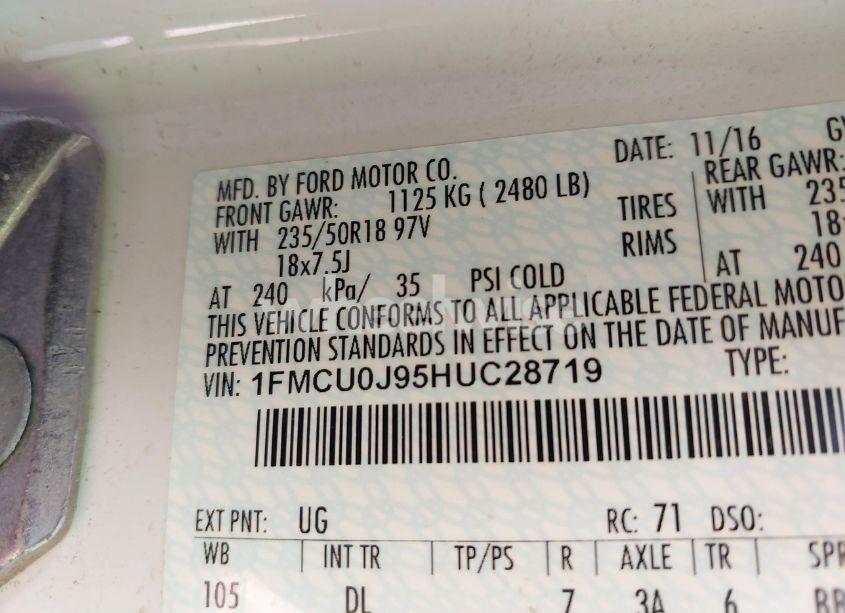 MFD. BY FORD MOTOR CO.
DATE: 11/16
FRONT GAWR: 1125 KG ( 2480 LB)
REAR GAWR:
WITH 235/50R18 97V TIRES WITH
18x7.5J RIMS
AT 240 kPa/ 35 PSI COLD AT 240
THIS VEHICLE CONFORMS TO ALL APPLICABLE FEDERAL
PREVENTION STANDARDS IN EFFECT ON THE DATE OF
VIN: 1FMCU0J95HUC28719 TYPE:
EXT PNT: UG RC: 71 DSO:
WB INT TR TP/PS R AXLE TR
105 DL 7 3A 6